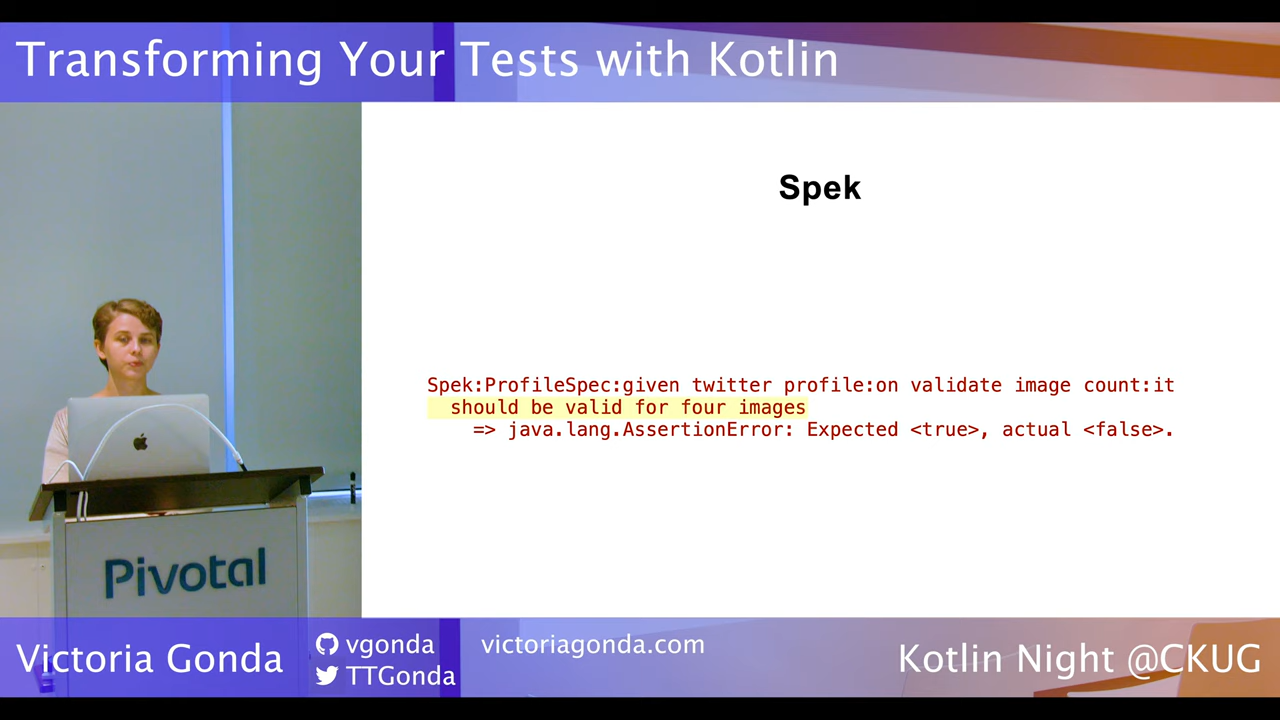 Transforming Your Tests with Kotlin
Spek
Spek:ProfileSpec:given twitter profile:on validate image count:it
should be valid for four images
=> java.lang.AssertionError: Expected <true>, actual <false>.
Pivotal
Victoria Gonda
vgonda
TTGonda
victoriagonda.com
Kotlin Night @CKUG